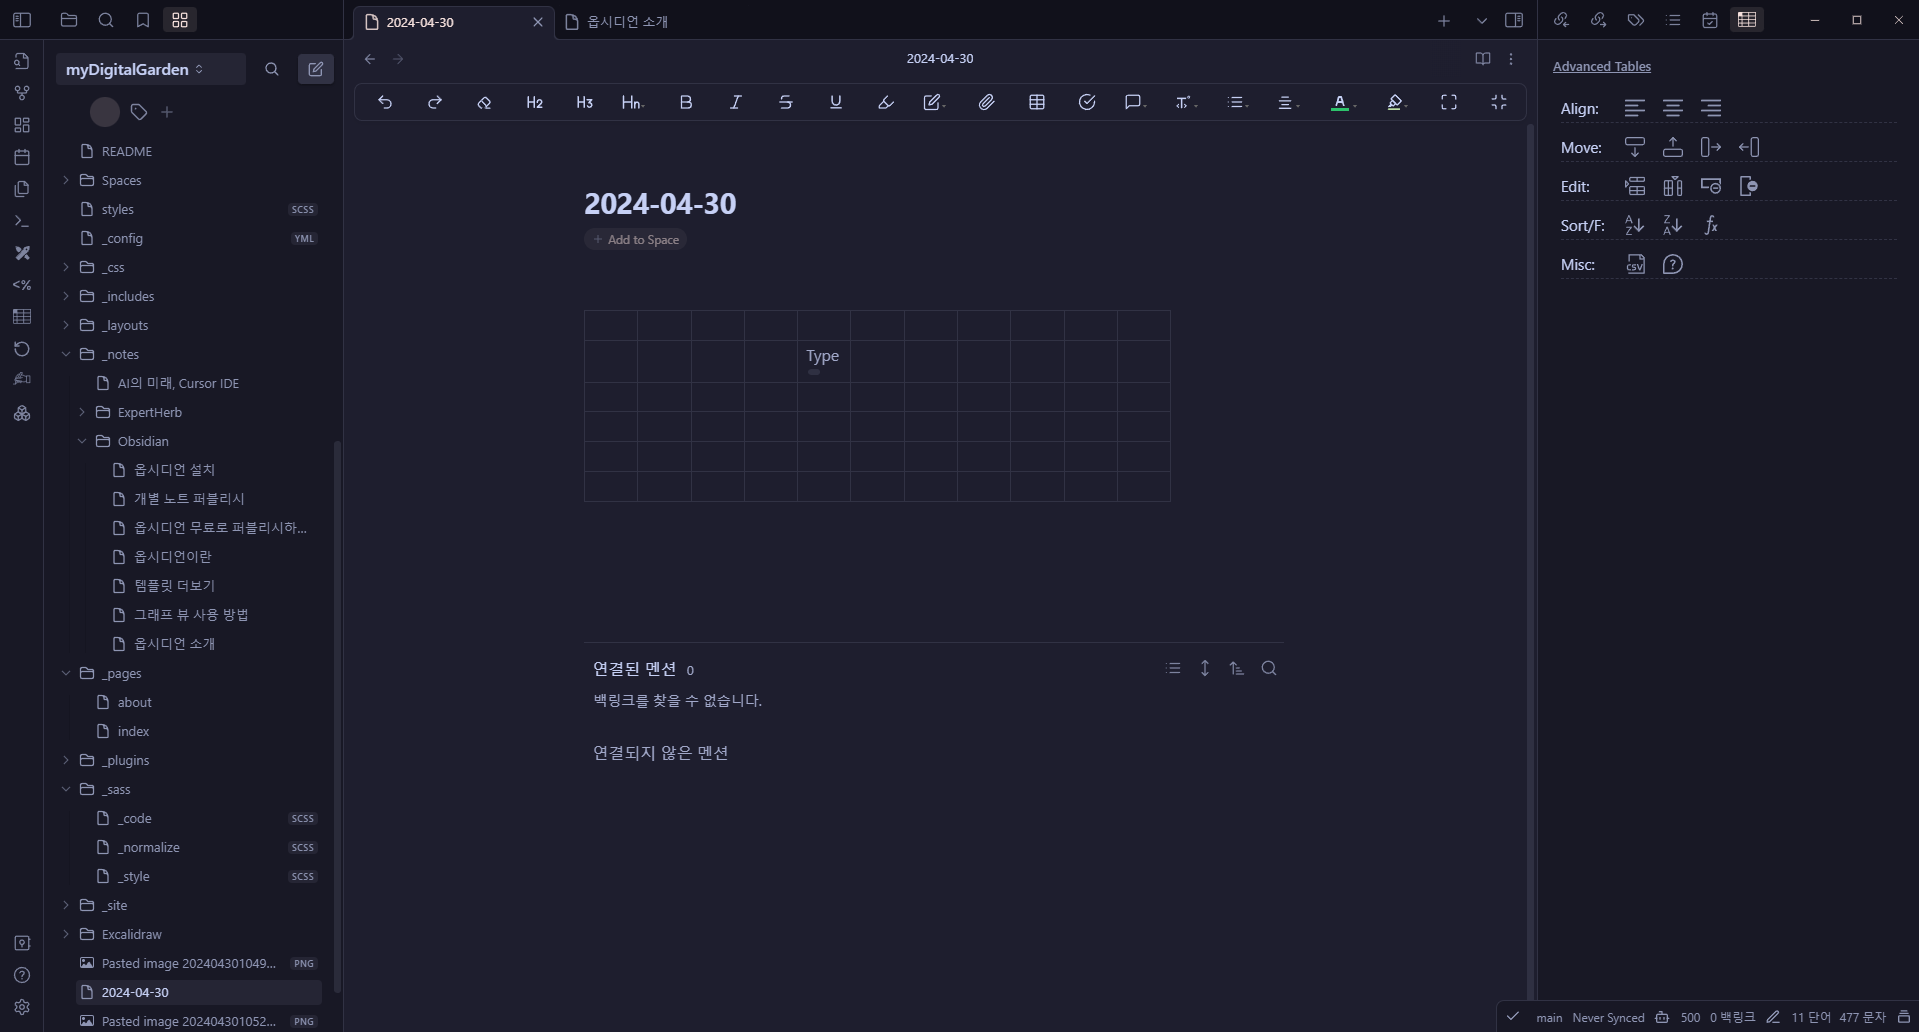 2024-04-30
옵시디언 소개
myDigitalGarden
README
Spaces
styles SCSS
_config YML
_css
_includes
_layouts
_notes
AI의 미래, Cursor IDE
ExpertHerb
Obsidian
옵시디언 설치
개별 노트 퍼블리시
옵시디언 무료로 퍼블리시하...
옵시디언이란
템플릿 더보기
그래프 뷰 사용 방법
옵시디언 소개
_pages
about
index
_plugins
_sass
_code SCSS
_normalize SCSS
_style SCSS
_site
Excalidraw
Pasted image 202404301049... PNG
2024-04-30
Pasted image 202404301052... PNG
2024-04-30
H2 H3 Hn B I S U A
2024-04-30
+ Add to Space
Type
연결된 멘션 0
백링크를 찾을 수 없습니다.
연결되지 않은 멘션
Advanced Tables
Align:
Move:
Edit:
Sort/F:
Misc: CSV
main Never Synced 500 0 백링크 11 단어 477 문자